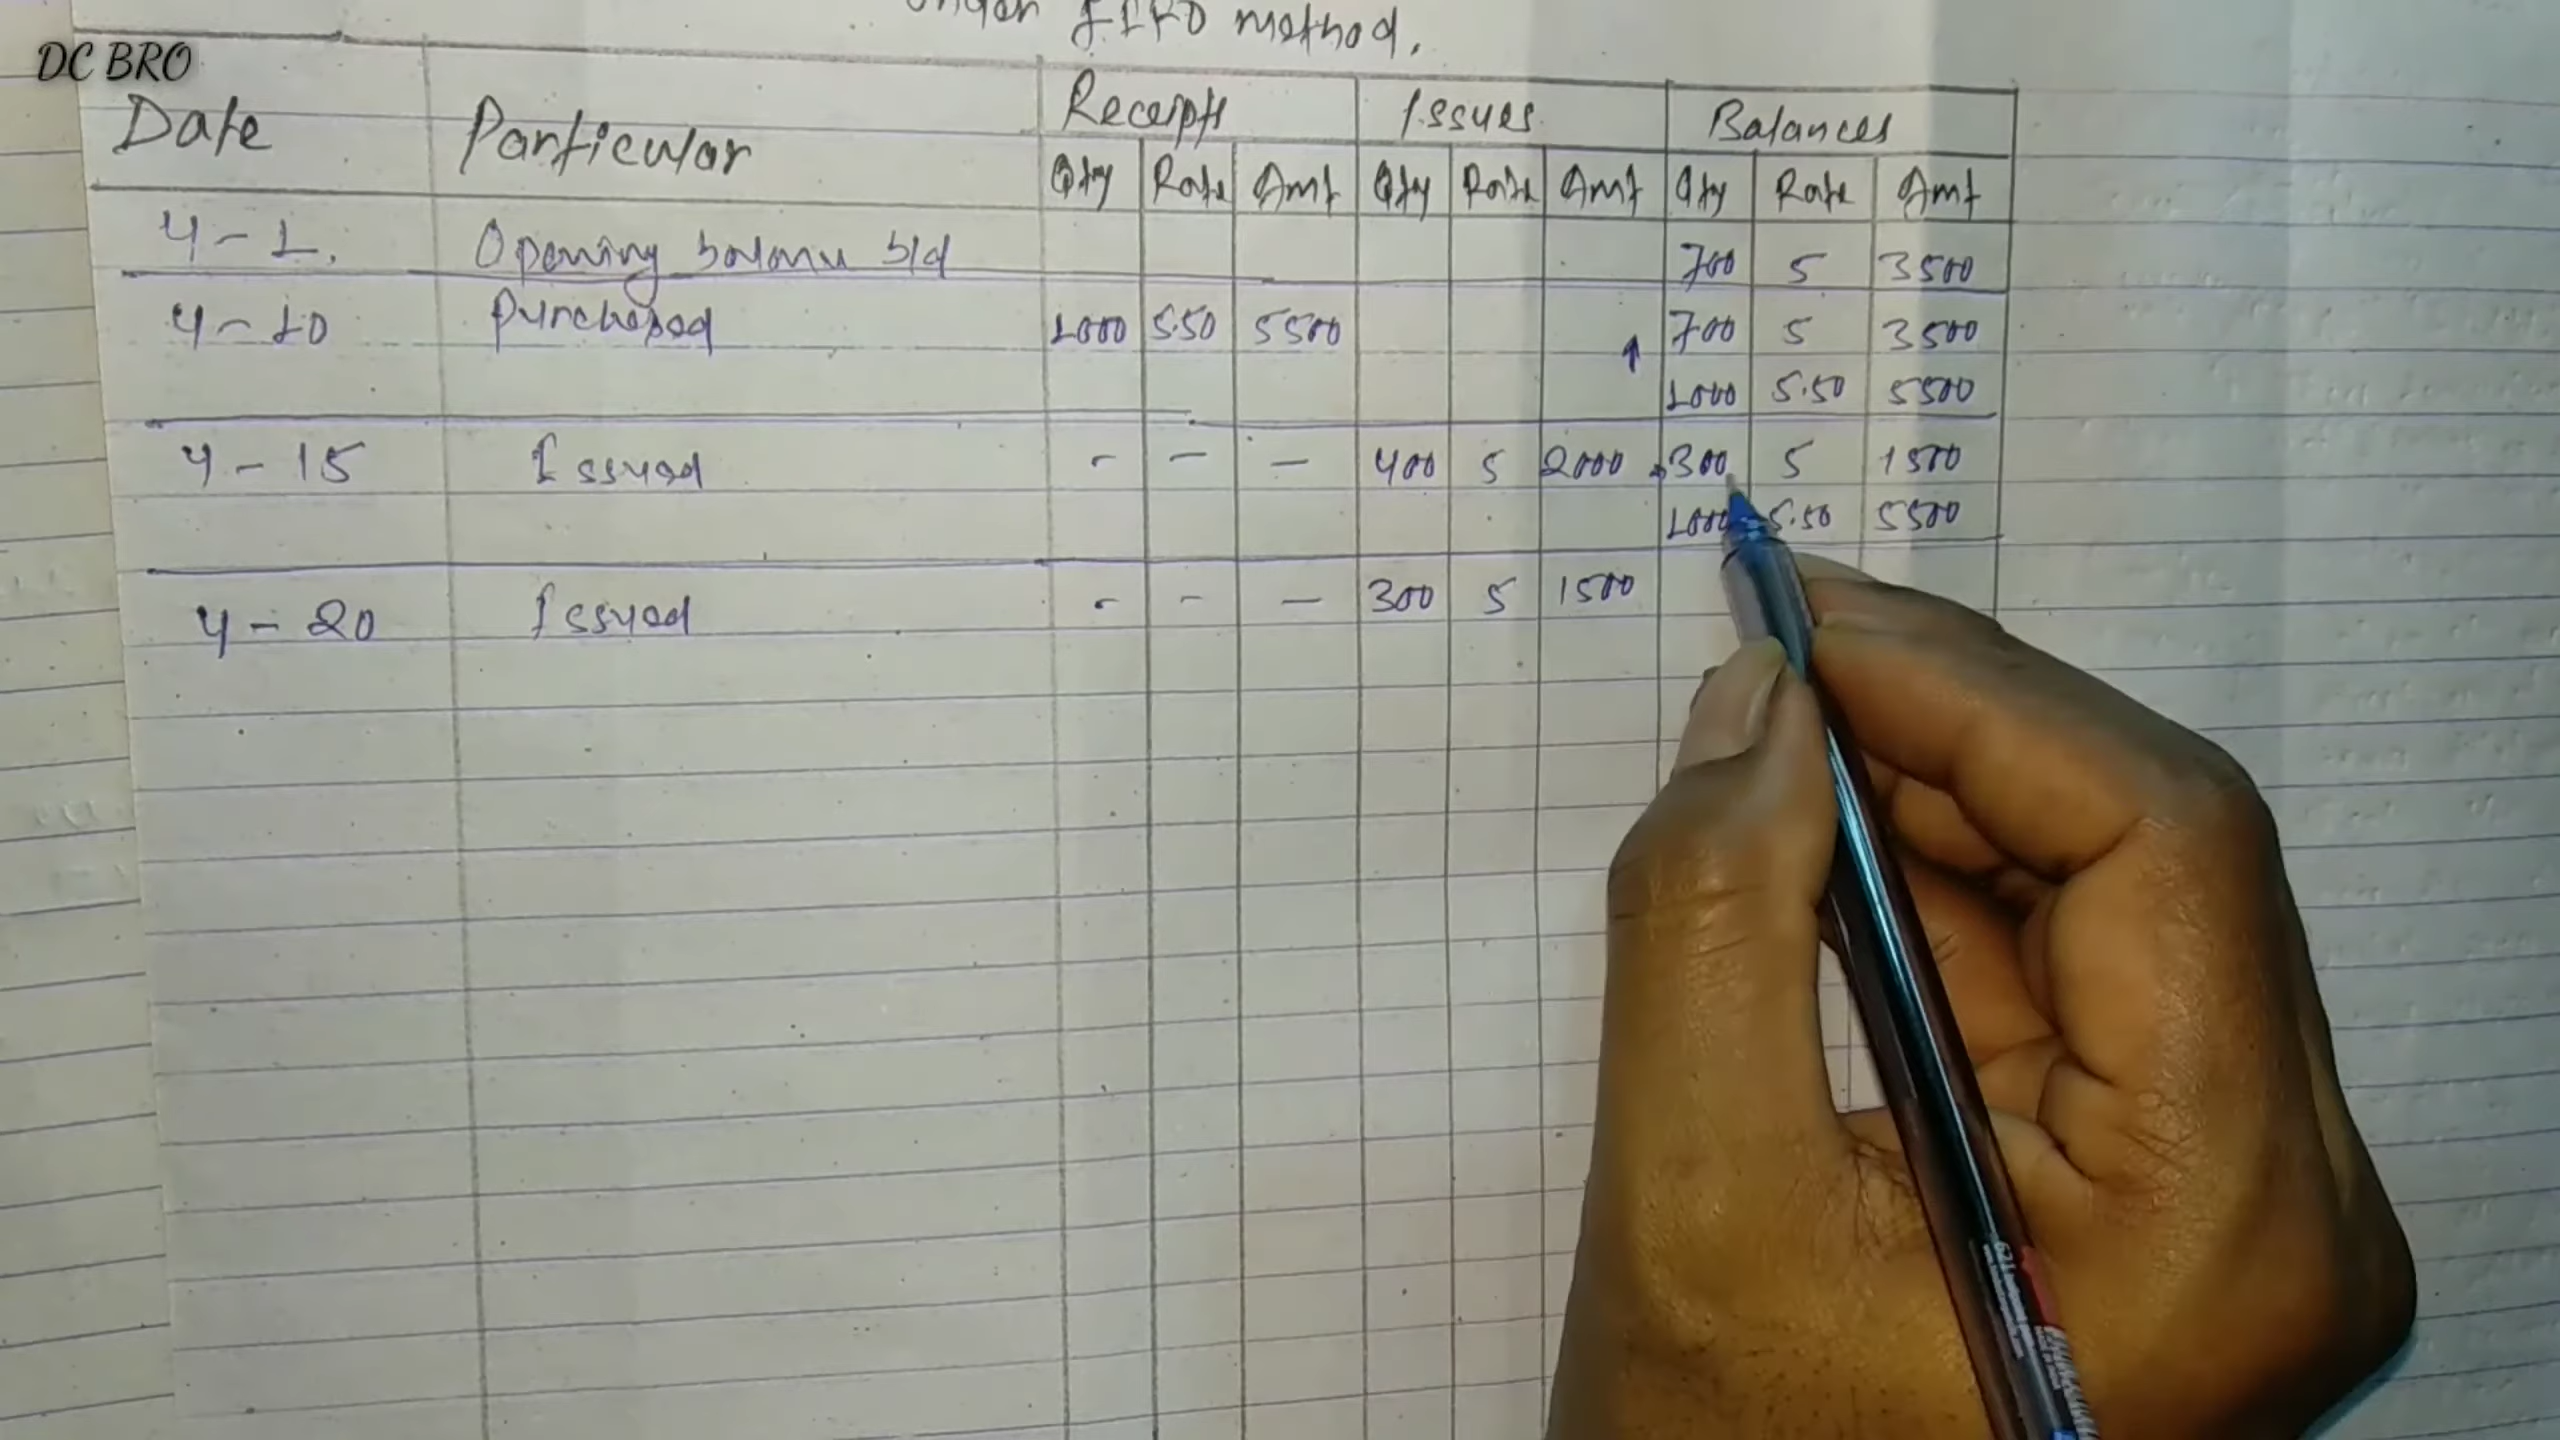 under FIFO method.
DC BRO
Date Particular Receipts Issues Balances
Qty Rate Amt Qty Rate Amt Qty Rate Amt
4-1. Opening balance b/d 700 5 3500
4-10 Purchased 1000 5.50 5500 700 5 3500
1000 5.50 5500
4-15 Issued - - - 400 5 2000 300 5 1500
1000 5.50 5500
4-20 Issued - - - 300 5 1500